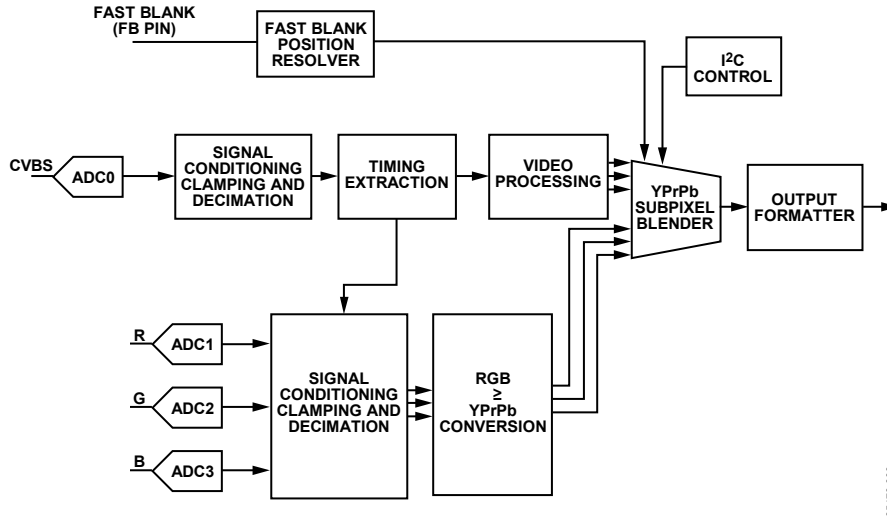 FAST BLANK
(FB PIN)
FAST BLANK
POSITION
RESOLVER
I2C
CONTROL
CVBS
ADC0
SIGNAL
CONDITIONING
CLAMPING AND
DECIMATION
TIMING
EXTRACTION
VIDEO
PROCESSING
YPrPb
SUBPIXEL
BLENDER
OUTPUT
FORMATTER
R
ADC1
G
ADC2
B
ADC3
SIGNAL
CONDITIONING
CLAMPING AND
DECIMATION
RGB
≥
YPrPb
CONVERSION